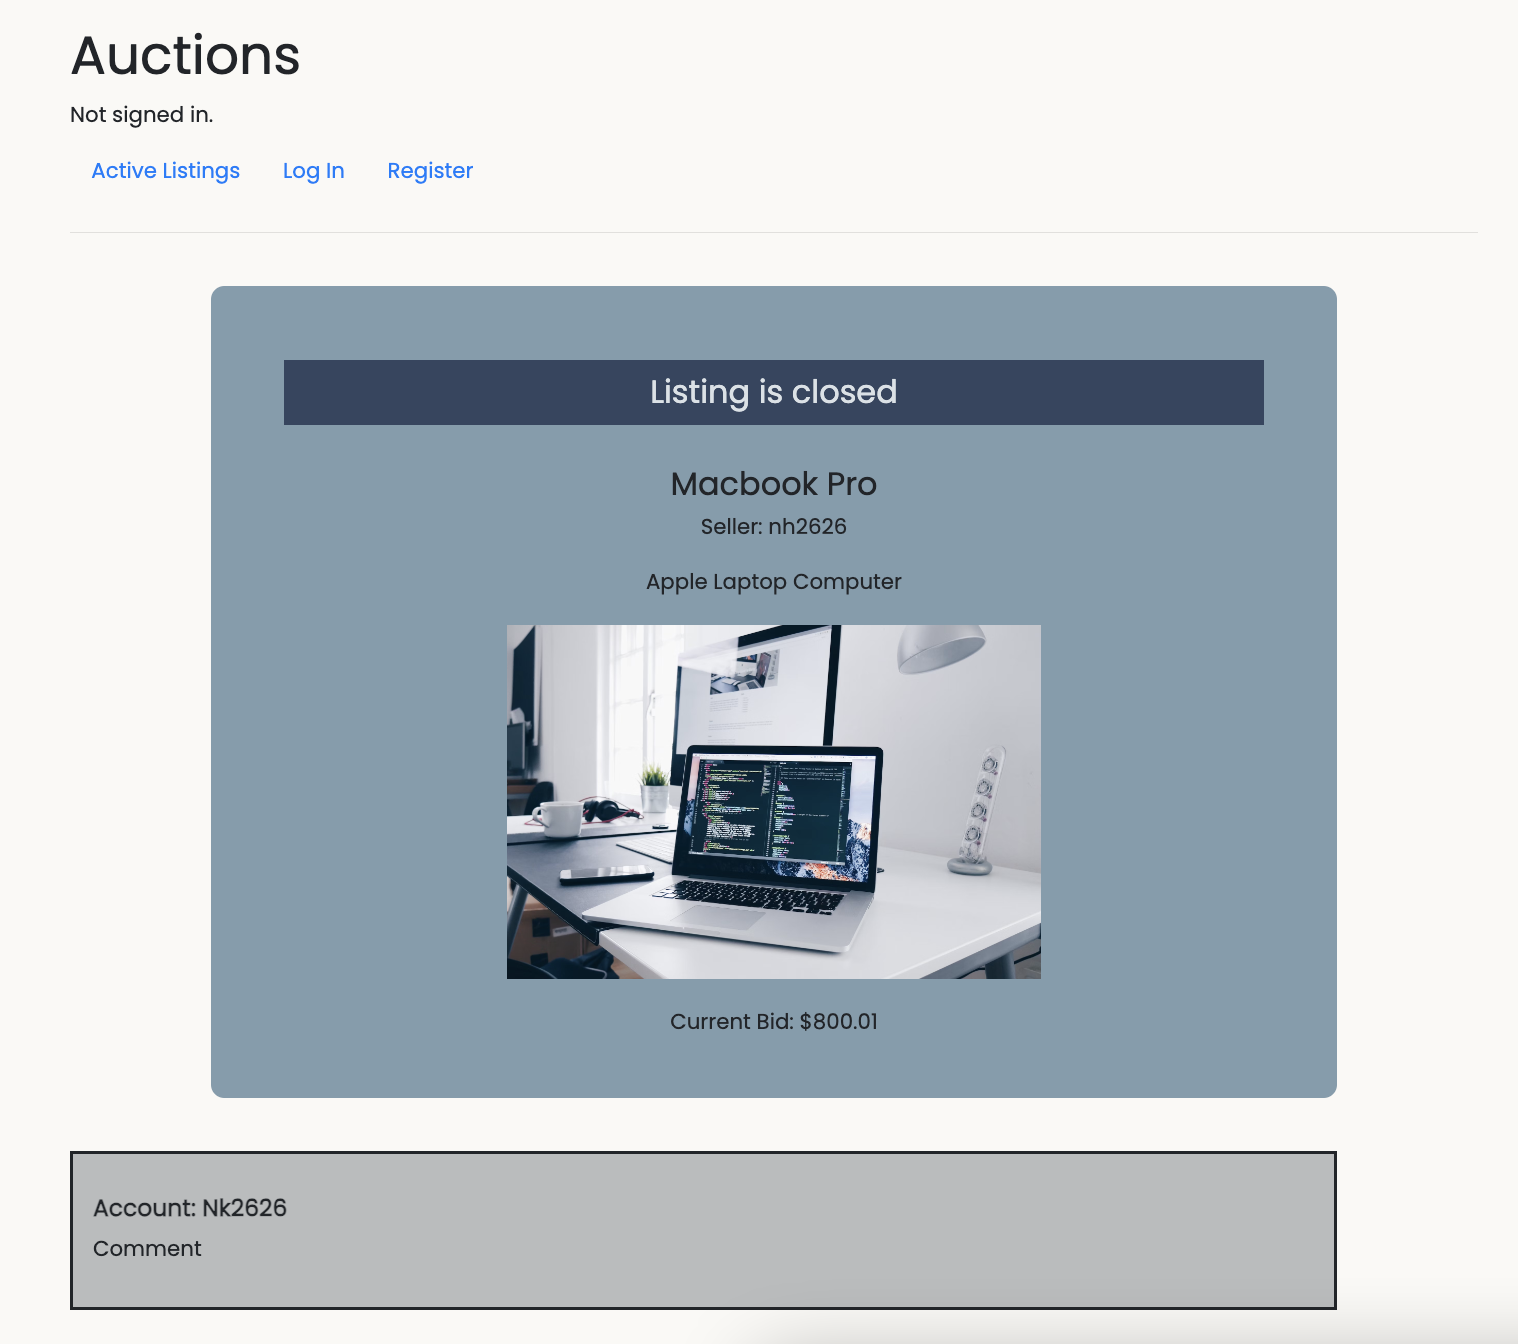 Auctions
Not signed in.
Active Listings Log In Register
Listing is closed
Macbook Pro
Seller: nh2626
Apple Laptop Computer
Current Bid: $800.01
Account: Nk2626
Comment